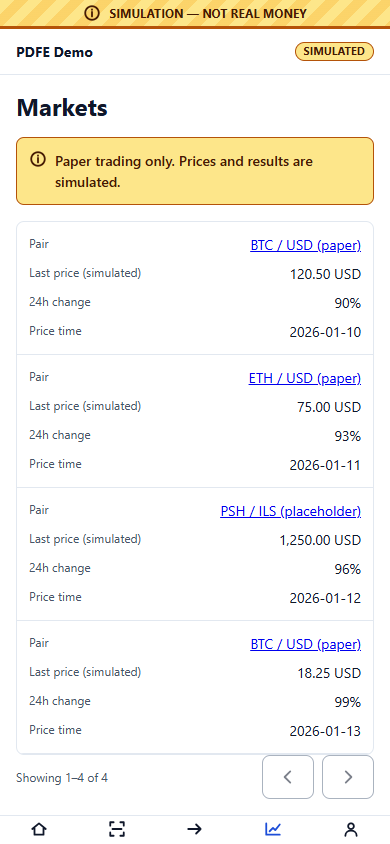 SIMULATION — NOT REAL MONEY
PDFE Demo
SIMULATED
Markets
Paper trading only. Prices and results are
simulated.
Pair BTC / USD (paper)
Last price (simulated) 120.50 USD
24h change 90%
Price time 2026-01-10
Pair ETH / USD (paper)
Last price (simulated) 75.00 USD
24h change 93%
Price time 2026-01-11
Pair PSH / ILS (placeholder)
Last price (simulated) 1,250.00 USD
24h change 96%
Price time 2026-01-12
Pair BTC / USD (paper)
Last price (simulated) 18.25 USD
24h change 99%
Price time 2026-01-13
Showing 1–4 of 4